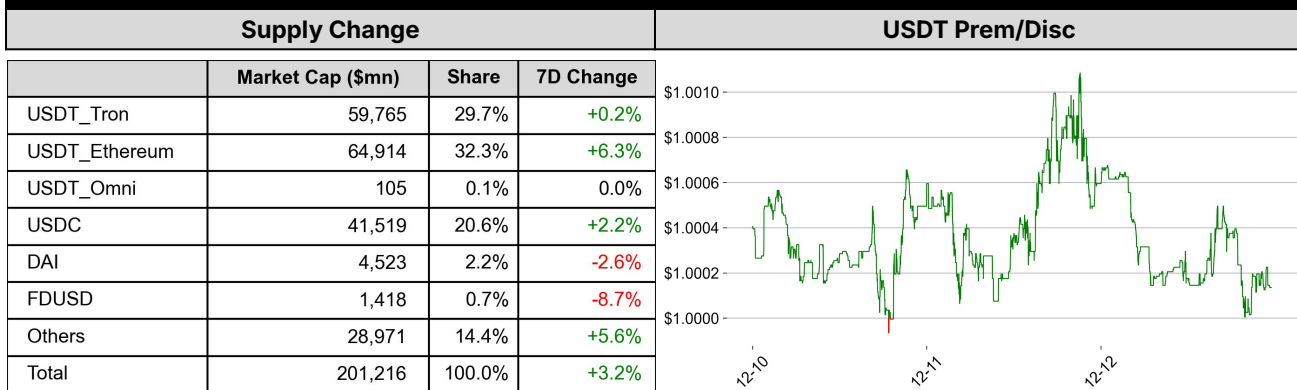 Supply Change
USDT Prem/Disc
Market Cap ($mn) Share 7D Change
USDT_Tron 59,765 29.7% +0.2%
USDT_Ethereum 64,914 32.3% +6.3%
USDT_Omni 105 0.1% 0.0%
USDC 41,519 20.6% +2.2%
DAI 4,523 2.2% -2.6%
FDUSD 1,418 0.7% -8.7%
Others 28,971 14.4% +5.6%
Total 201,216 100.0% +3.2%
$1.0010
$1.0008
$1.0006
$1.0004
$1.0002
$1.0000
12-10
12-11
12-12